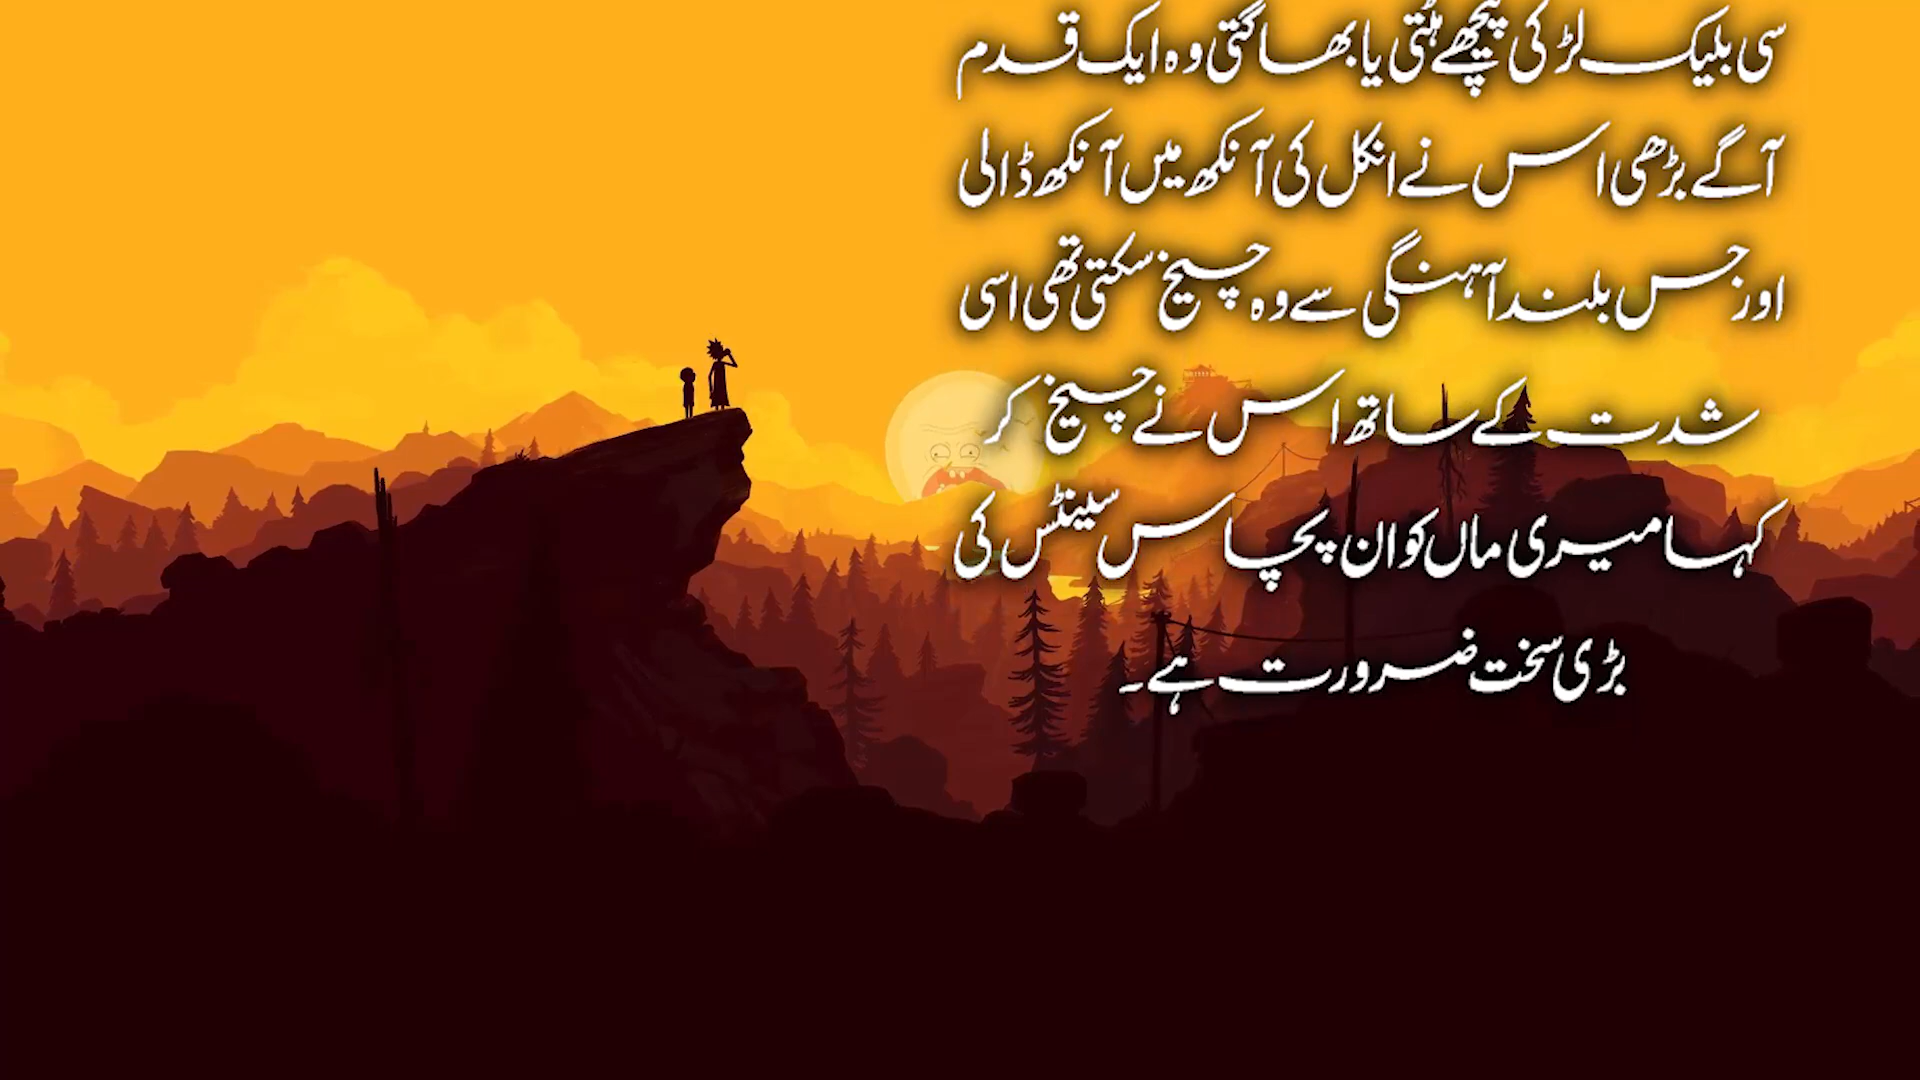 سی بلیک لڑکی پیچھے ہٹتی یا بھاگتی وہ ایک قدم
آگے بڑھی اس نے انکل کی آنکھ میں آنکھ ڈالی
اور جس بلند آہنگی سے وہ چیخ سکتی تھی اسی
شدت کے ساتھ اس نے چیخ کر
کہا میری ماں کو ان پچاس سینٹس کی
بڑی سخت ضرورت ہے۔